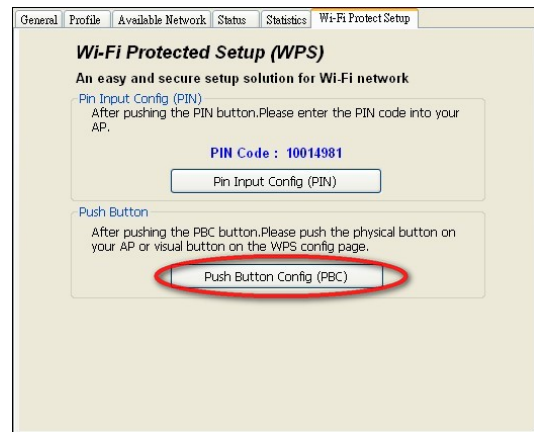 General Profile Available Network Status Statistics Wi-Fi Protect Setup
Wi-Fi Protected Setup (WPS)
An easy and secure setup solution for Wi-Fi network
Pin Input Config (PIN)
After pushing the PIN button.Please enter the PIN code into your
AP.
PIN Code : 10014981
Pin Input Config (PIN)
Push Button
After pushing the PBC button.Please push the physical button on
your AP or visual button on the WPS config page.
Push Button Config (PBC)